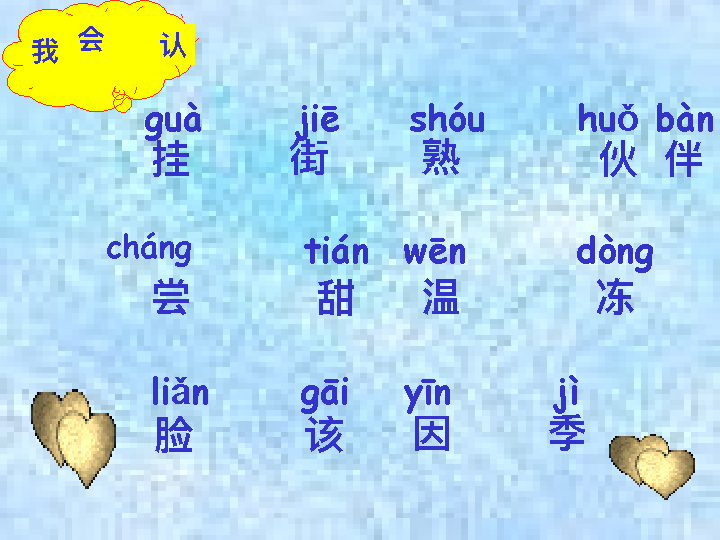 我 会 认
guà jiē shóu huǒ bàn
挂 街 熟 伙 伴
cháng tián wēn dòng
尝 甜 温 冻
liǎn gāi yīn jì
脸 该 因 季